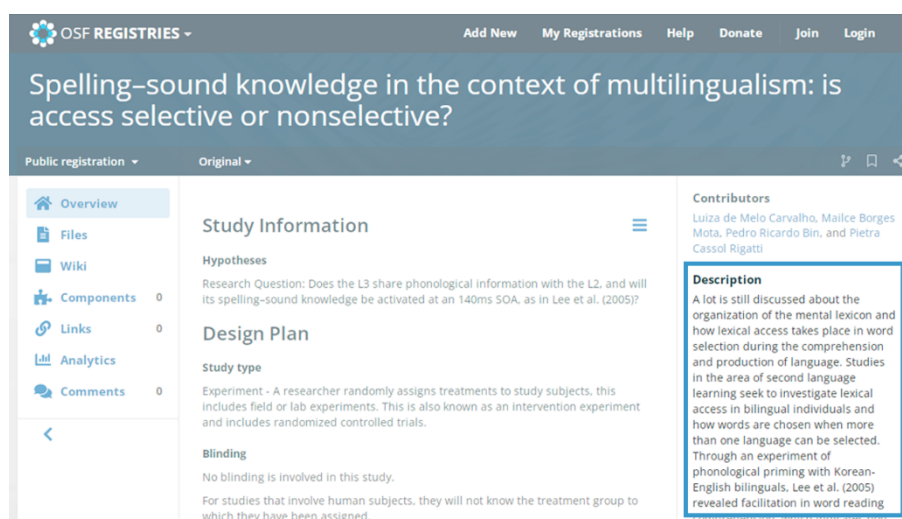 OSF REGISTRIES
Add New My Registrations Help Donate Join Login
Spelling–sound knowledge in the context of multilingualism: is
access selective or nonselective?
Public registration Original
Overview
Files
Wiki
Components 0
Links 0
Analytics
Comments 0
Study Information
Hypotheses
Research Question: Does the L3 share phonological information with the L2, and will
its spelling–sound knowledge be activated at an 140ms SOA, as in Lee et al. (2005)?
Design Plan
Study type
Experiment - A researcher randomly assigns treatments to study subjects, this
includes field or lab experiments. This is also known as an intervention experiment
and includes randomized controlled trials.
Blinding
No blinding is involved in this study.
For studies that involve human subjects, they will not know the treatment group to
which they have been assigned.
Contributors
Luiza de Melo Carvalho, Mailce Borges
Mota, Pedro Ricardo Bin, and Pietra
Cassol Rigatti
Description
A lot is still discussed about the
organization of the mental lexicon and
how lexical access takes place in word
selection during the comprehension
and production of language. Studies
in the area of second language
learning seek to investigate lexical
access in bilingual individuals and
how words are chosen when more
than one language can be selected.
Through an experiment of
phonological priming with Korean-
English bilinguals, Lee et al. (2005)
revealed facilitation in word reading